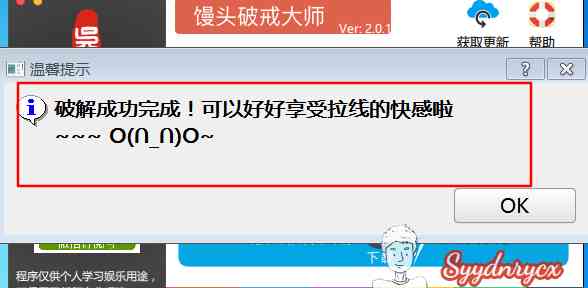 馒头破戒大师
Ver: 2.0.1
获取更新
帮助
温馨提示
破解成功完成！可以好好享受拉线的快感啦
~~~ O(∩_∩)O~
OK
程序仅供个人学习娱乐用途，
Syydnrycx